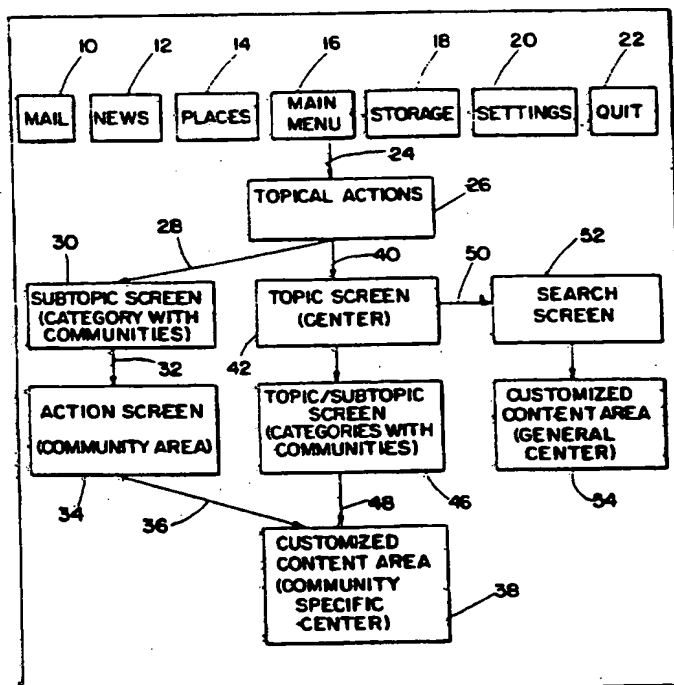 10 12 14 16 18 20 22
MAIL NEWS PLACES MAIN MENU STORAGE SETTINGS QUIT
24
TOPICAL ACTIONS
26
28
40
50
52
30
SUBTOPIC SCREEN
(CATEGORY WITH
COMMUNITIES)
TOPIC SCREEN
(CENTER)
SEARCH
SCREEN
32
42
ACTION SCREEN
(COMMUNITY AREA)
TOPIC/SUBTOPIC
SCREEN
(CATEGORIES WITH
COMMUNITIES)
CUSTOMIZED
CONTENT AREA
(GENERAL
CENTER)
34
36
48
46
54
CUSTOMIZED
CONTENT AREA
(COMMUNITY
SPECIFIC
CENTER)
38